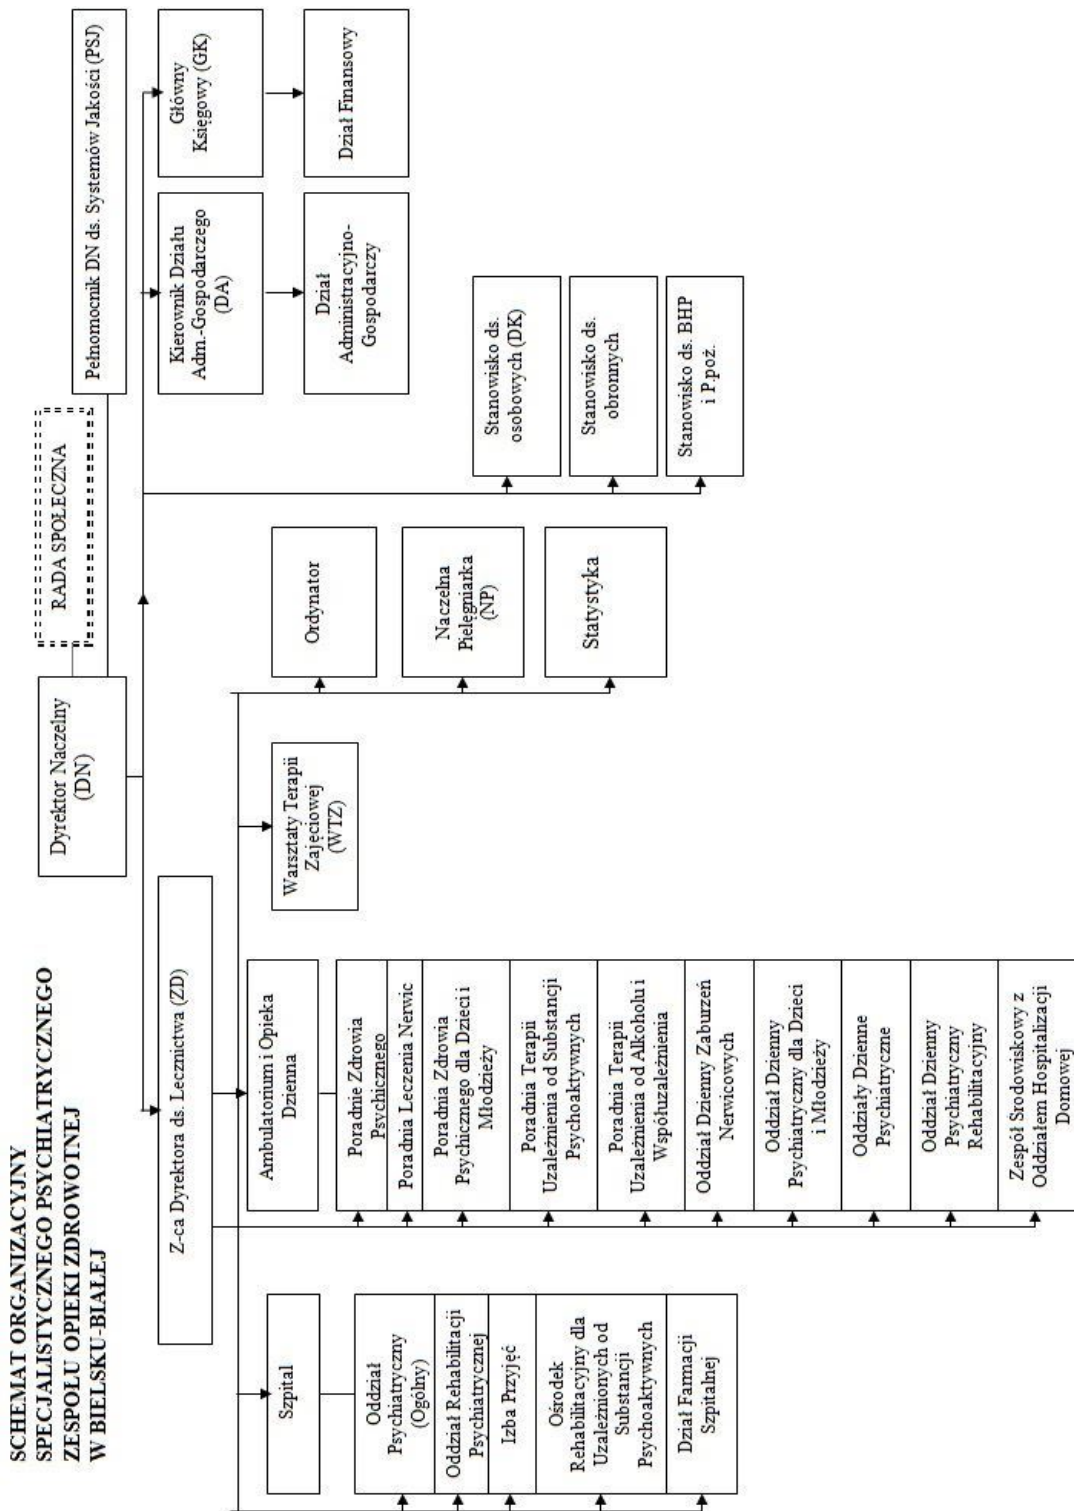 SCHEMAT ORGANIZACYJNY
SPECJALISTYCZNEGO PSYCHIATRYCZNEGO
ZESPOŁU OPIEKI ZDROWOTNEJ
W BIELSKU-BIAŁEJ
Dyrektor Naczelny
(DN)
RADA SPOŁECZNA
Pełnomocnik DN ds. Systemów Jakości (PSJ)
Z-ca Dyrektora ds. Lecznictwa (ZD)
Kierownik Działu
Adm.-Gospodarczego
(DA)
Główny
Księgowy (GK)
Dział
Administracyjno-
Gospodarczy
Dział Finansowy
Szpital
Oddział
Psychiatryczny
(Ogólny)
Oddział Rehabilitacji
Psychiatrycznej
Izba Przyjęć
Ośrodek
Rehabilitacyjny dla
Uzależnionych od
Substancji
Psychoaktywnych
Dział Farmacji
Szpitalnej
Ambulatorium i Opieka
Dzienna
Poradnie Zdrowia
Psychicznego
Poradnia Leczenia Nerwic
Poradnia Zdrowia
Psychicznego dla Dzieci i
Młodzieży
Poradnia Terapii
Uzależnienia od Substancji
Psychoaktywnych
Poradnia Terapii
Uzależnienia od Alkoholu i
Współuzależnienia
Oddział Dzienny Zaburzeń
Nerwicowych
Oddział Dzienny
Psychiatryczny dla Dzieci
i Młodzieży
Oddziały Dzienne
Psychiatryczne
Oddział Dzienny
Psychiatryczny
Rehabilitacyjny
Zespół Środowiskowy z
Oddziałem Hospitalizacji
Domowej
Warsztaty Terapii
Zajęciowej
(WTZ)
Ordynator
Naczelna
Pielęgniarka
(NP)
Statystyka
Stanowisko ds.
osobowych (DK)
Stanowisko ds.
obronnych
Stanowisko ds. BHP
i P.poż.